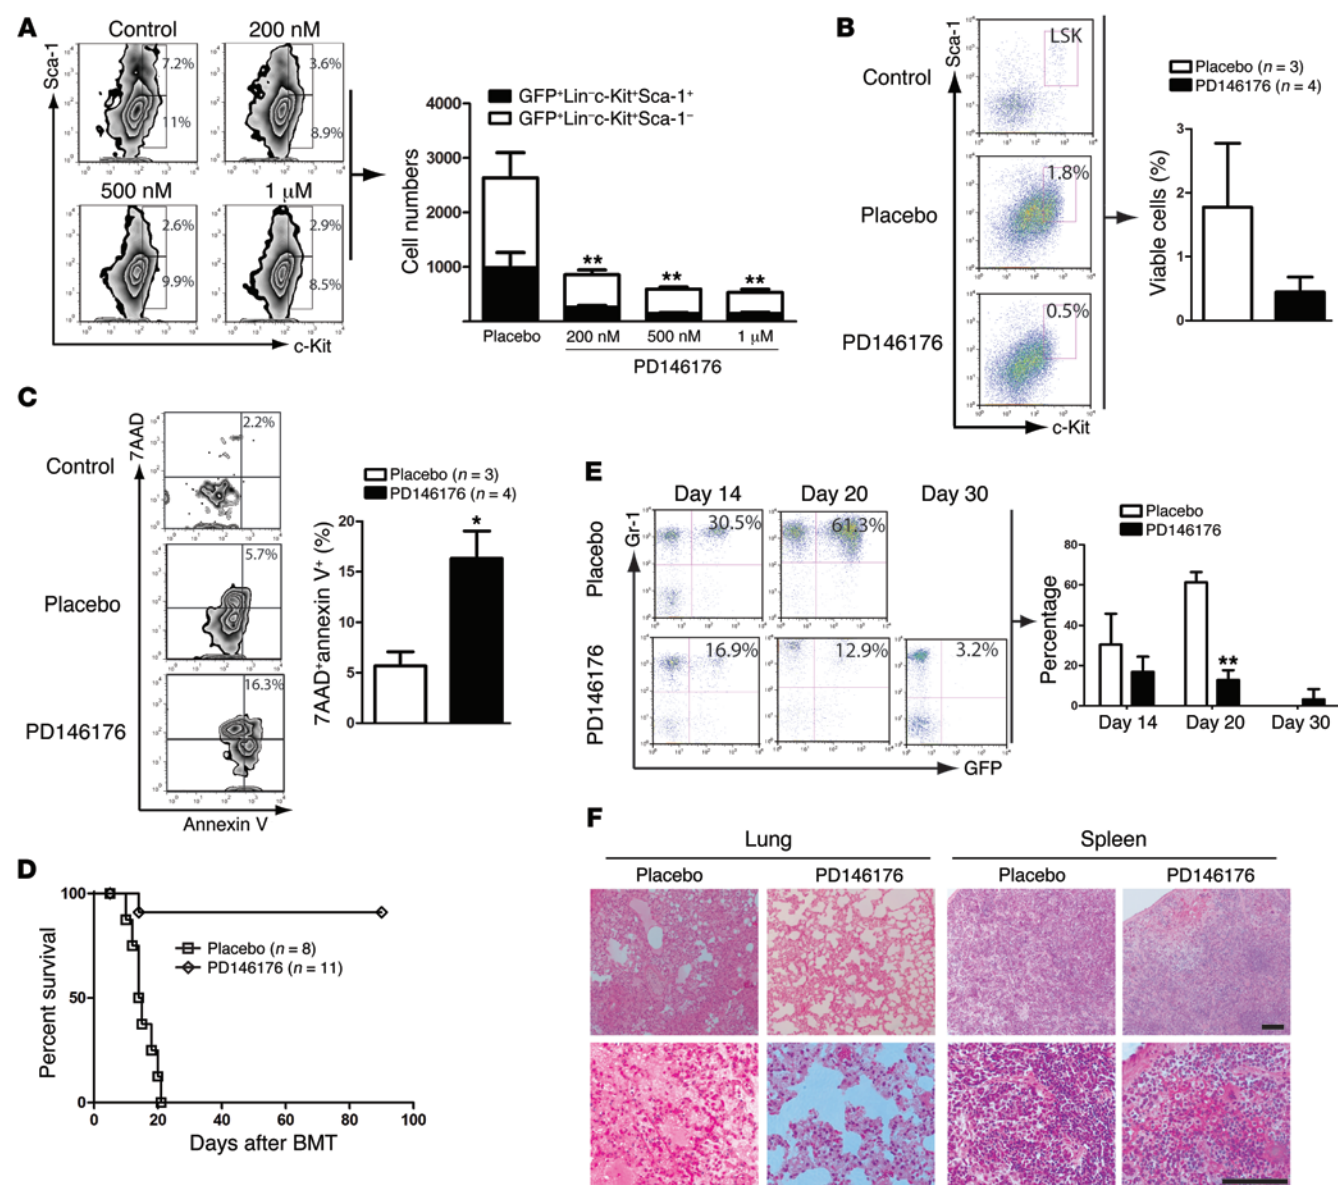 A
Control
200 nM
Sca-1
7.2%
11%
3.6%
8.9%
500 nM
1 µM
2.6%
9.9%
2.9%
8.5%
c-Kit
GFP⁺Lin⁻c-Kit⁺Sca-1⁺
GFP⁺Lin⁻c-Kit⁺Sca-1⁻
Cell numbers
4000
3000
2000
1000
**
**
**
Placebo
200 nM
500 nM
1 µM
PD146176
B
Sca-1
Control
LSK
Placebo
1.8%
PD146176
0.5%
c-Kit
Placebo (n = 3)
PD146176 (n = 4)
Viable cells (%)
3
2
1
0
C
7AAD
Control
2.2%
Placebo
5.7%
PD146176
16.3%
Annexin V
Placebo (n = 3)
PD146176 (n = 4)
7AAD⁺annexin V⁺ (%)
20
15
10
5
0
*
D
Percent survival
100
50
0
Placebo (n = 8)
PD146176 (n = 11)
0 20 40 60 80 100
Days after BMT
E
Day 14
Day 20
Day 30
Gr-1
Placebo
30.5%
61.3%
PD146176
16.9%
12.9%
3.2%
GFP
Placebo
PD146176
Percentage
80
60
40
20
0
**
Day 14
Day 20
Day 30
F
Lung
Spleen
Placebo
PD146176
Placebo
PD146176